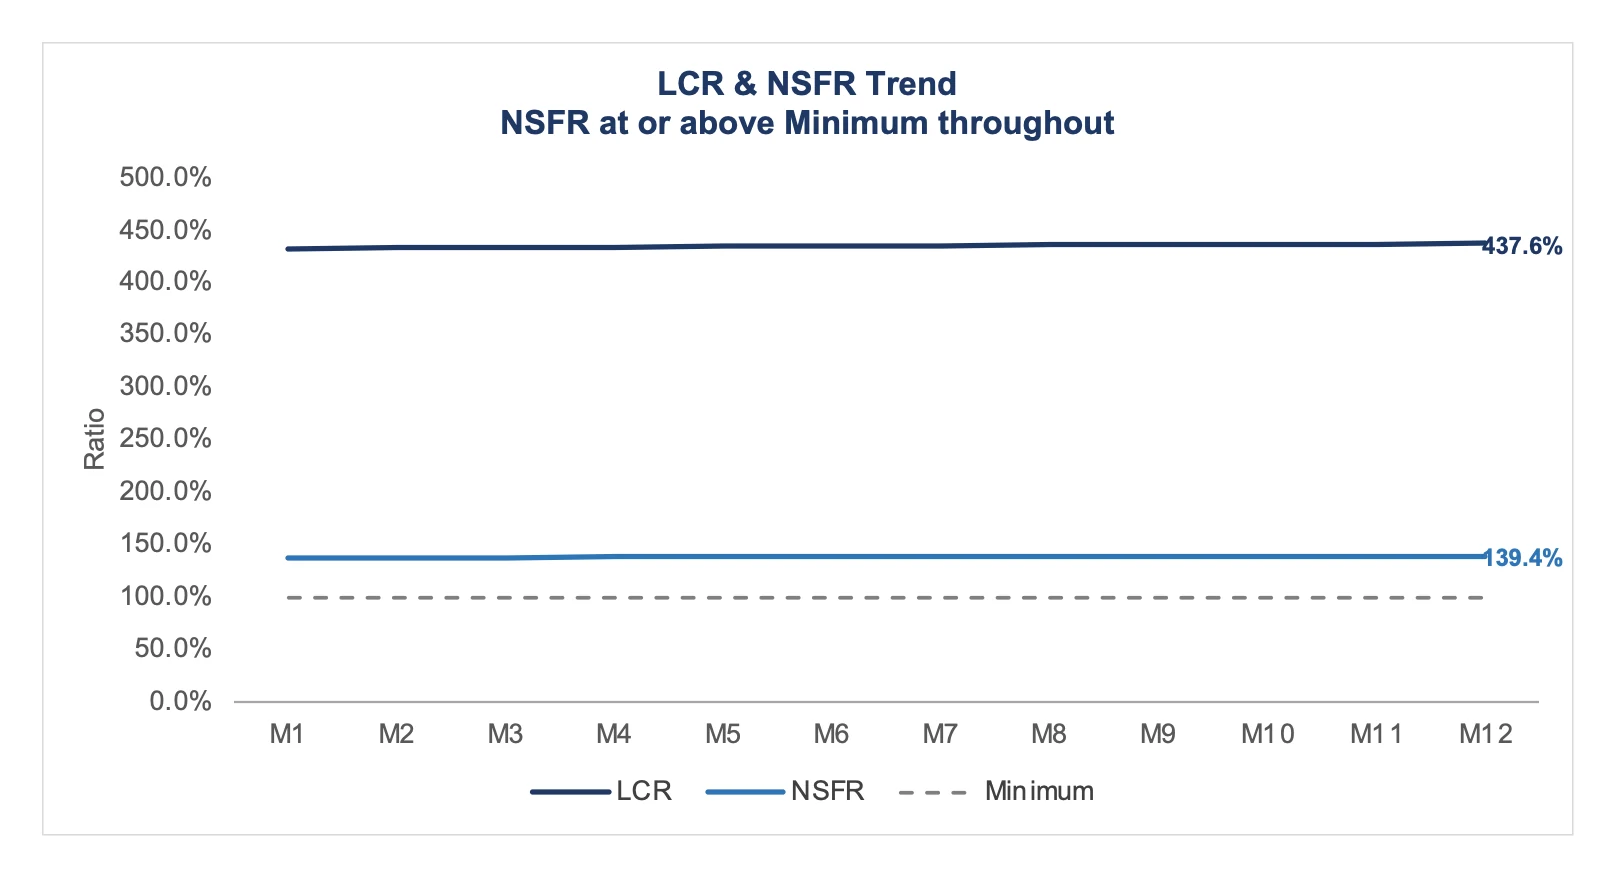 LCR & NSFR Trend
NSFR at or above Minimum throughout
500.0%
450.0%
437.6%
400.0%
350.0%
300.0%
Ratio
250.0%
200.0%
150.0%
139.4%
100.0%
50.0%
0.0%
M1 M2 M3 M4 M5 M6 M7 M8 M9 M10 M11 M12
LCR NSFR Minimum